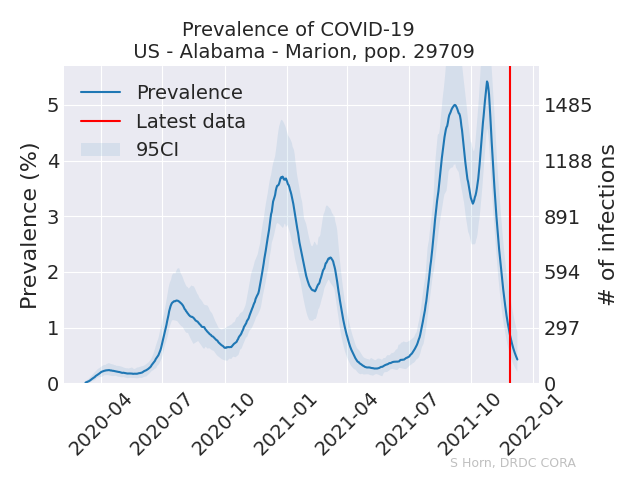 Prevalence of COVID-19
US - Alabama - Marion, pop. 29709
Prevalence
Latest data
95CI
Prevalence (%)
5
4
3
2
1
0
1485
1188
891
594
297
0
# of infections
2020-04
2020-07
2020-10
2021-01
2021-04
2021-07
2021-10
2022-01
S Horn, DRDC CORA